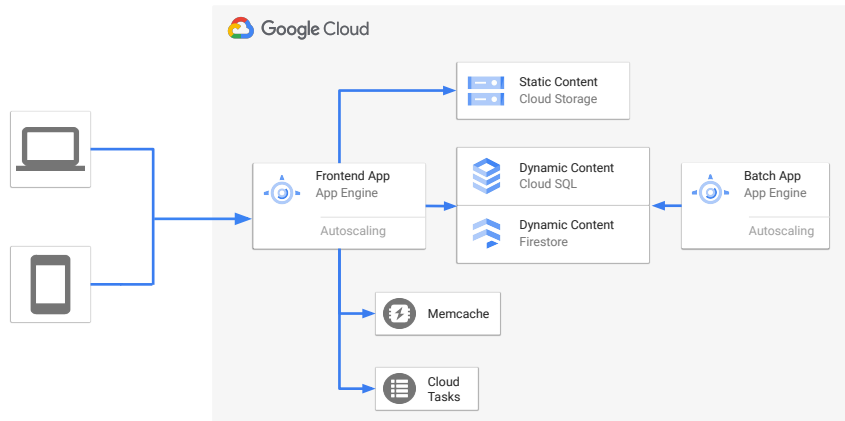 Google Cloud
Static Content
Cloud Storage
Frontend App
App Engine
Autoscaling
Dynamic Content
Cloud SQL
Dynamic Content
Firestore
Batch App
App Engine
Autoscaling
Memcache
Cloud
Tasks